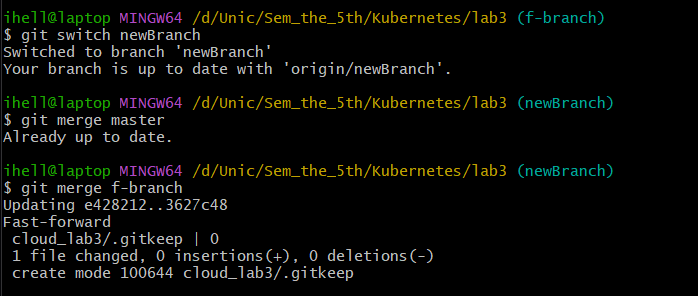 ihell@laptop MINGW64 /d/Unic/Sem_the_5th/Kubernetes/lab3 (f-branch)
$ git switch newBranch
Switched to branch 'newBranch'
Your branch is up to date with 'origin/newBranch'.
ihell@laptop MINGW64 /d/Unic/Sem_the_5th/Kubernetes/lab3 (newBranch)
$ git merge master
Already up to date.
ihell@laptop MINGW64 /d/Unic/Sem_the_5th/Kubernetes/lab3 (newBranch)
$ git merge f-branch
Updating e428212..3627c48
Fast-forward
 cloud_lab3/.gitkeep | 0
 1 file changed, 0 insertions(+), 0 deletions(-)
 create mode 100644 cloud_lab3/.gitkeep